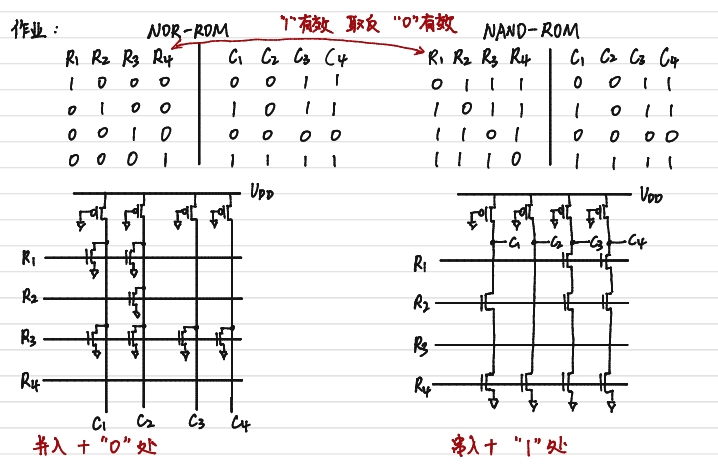 作业：
NOR-ROM "1"有效 取反 "0"有效 NAND-ROM
R1 R2 R3 R4 C1 C2 C3 C4 R1 R2 R3 R4 C1 C2 C3 C4
1 0 0 0 0 0 1 1 0 1 1 1 0 0 1 1
0 1 0 0 1 0 1 1 1 0 1 1 1 0 1 1
0 0 1 0 0 0 0 0 1 1 0 1 0 0 0 0
0 0 0 1 1 1 1 1 1 1 1 0 1 1 1 1
VDD VDD
C1 C2 C3 C4
R1 R1
R2 R2
R3 R3
R4 R4
C1 C2 C3 C4
并入 + "0" 处 串入 + "1" 处